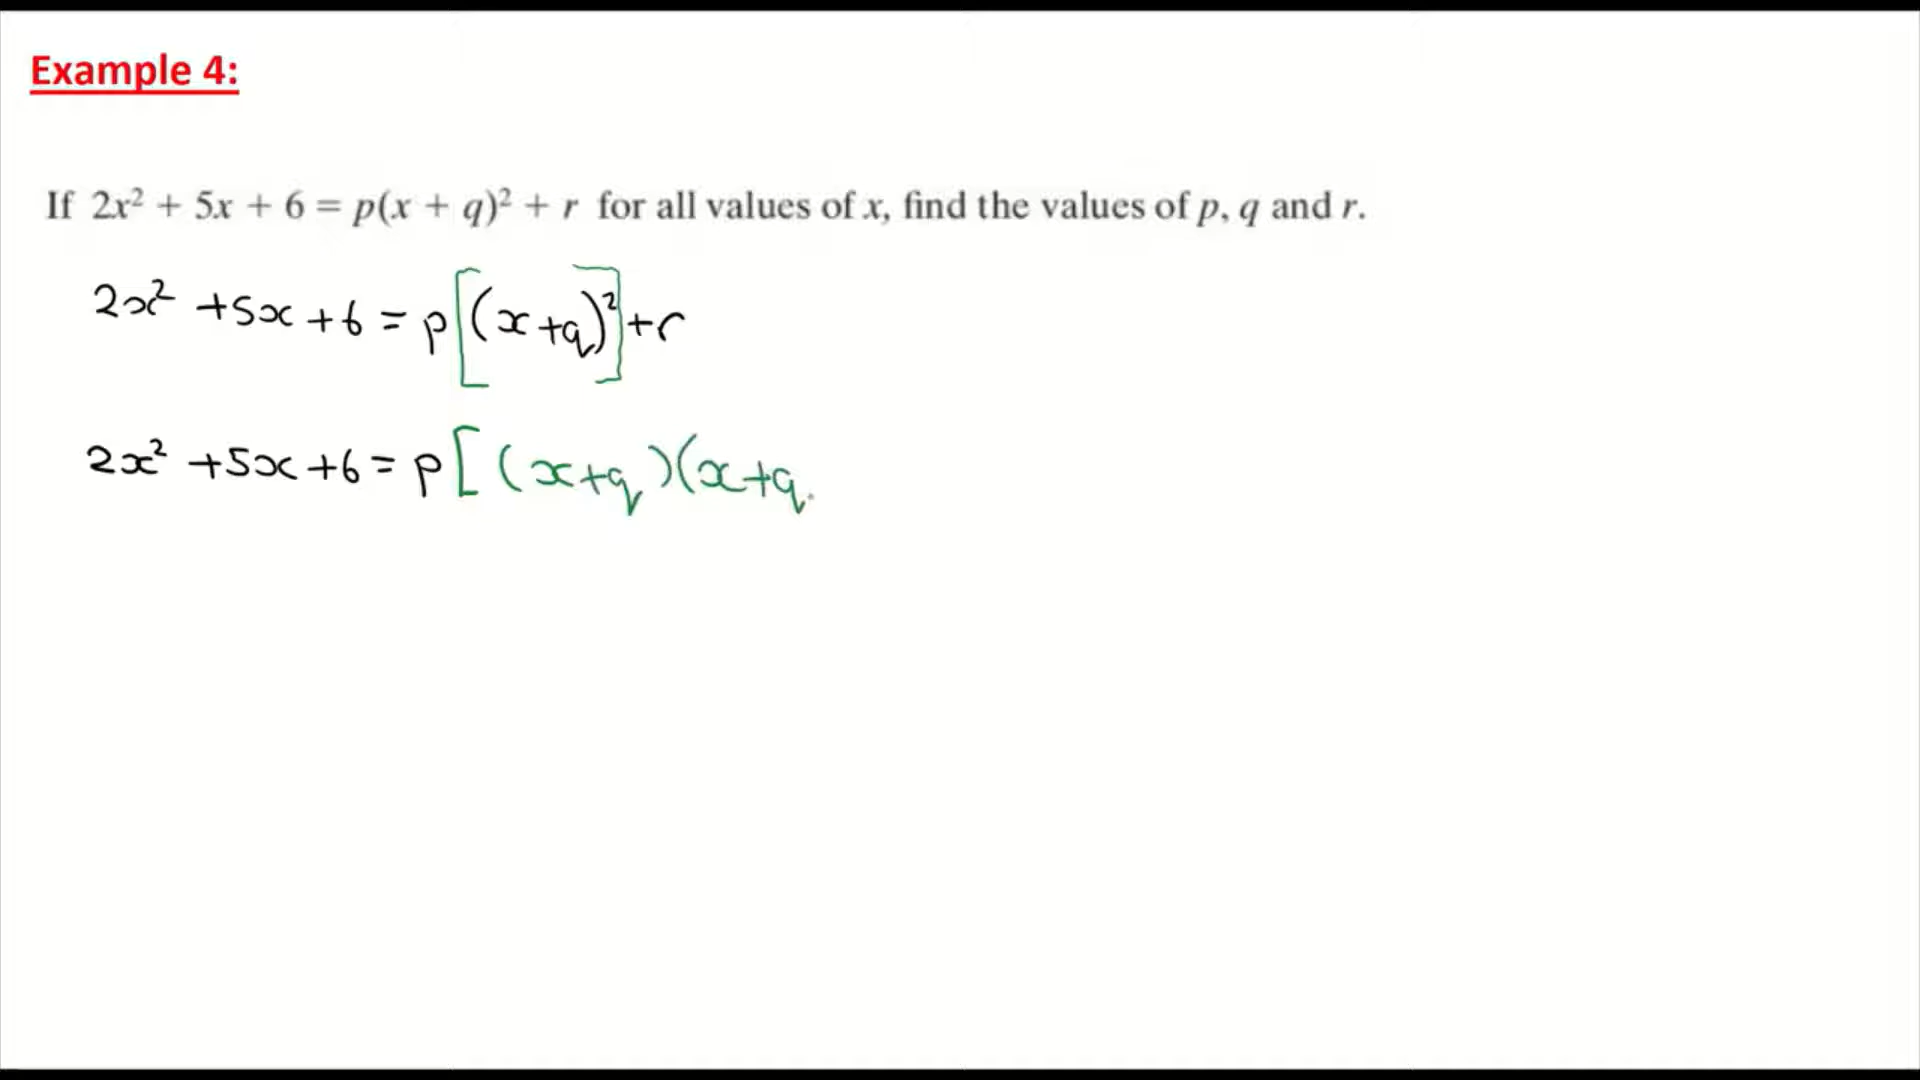 Example 4:
If 2x² + 5x + 6 = p(x + q)² + r for all values of x, find the values of p, q and r.
2x² +5x+6 = p[(x+q)²]+r
2x² +5x+6 = p[(x+q)(x+q